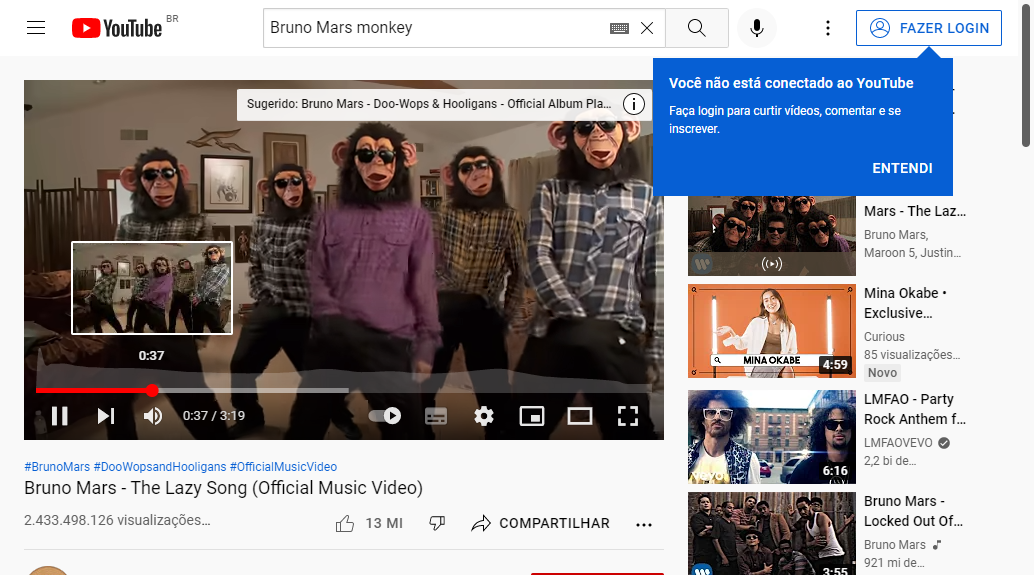 YouTube BR
Bruno Mars monkey
FAZER LOGIN
Você não está conectado ao YouTube
Faça login para curtir vídeos, comentar e se
inscrever.
ENTENDI
Sugerido: Bruno Mars - Doo-Wops & Hooligans - Official Album Pla...
0:37
0:37 / 3:19
#BrunoMars #DooWopsandHooligans #OfficialMusicVideo
Bruno Mars - The Lazy Song (Official Music Video)
2.433.498.126 visualizações...
13 MI
COMPARTILHAR
Mars - The Laz...
Bruno Mars,
Maroon 5, Justin...
Mina Okabe •
Exclusive...
Curious
85 visualizações...
Novo
MINA OKABE
4:59
LMFAO - Party
Rock Anthem f...
LMFAOVEVO
2,2 bi de...
vevo
6:16
Bruno Mars -
Locked Out Of...
Bruno Mars
921 mi de...
3:55